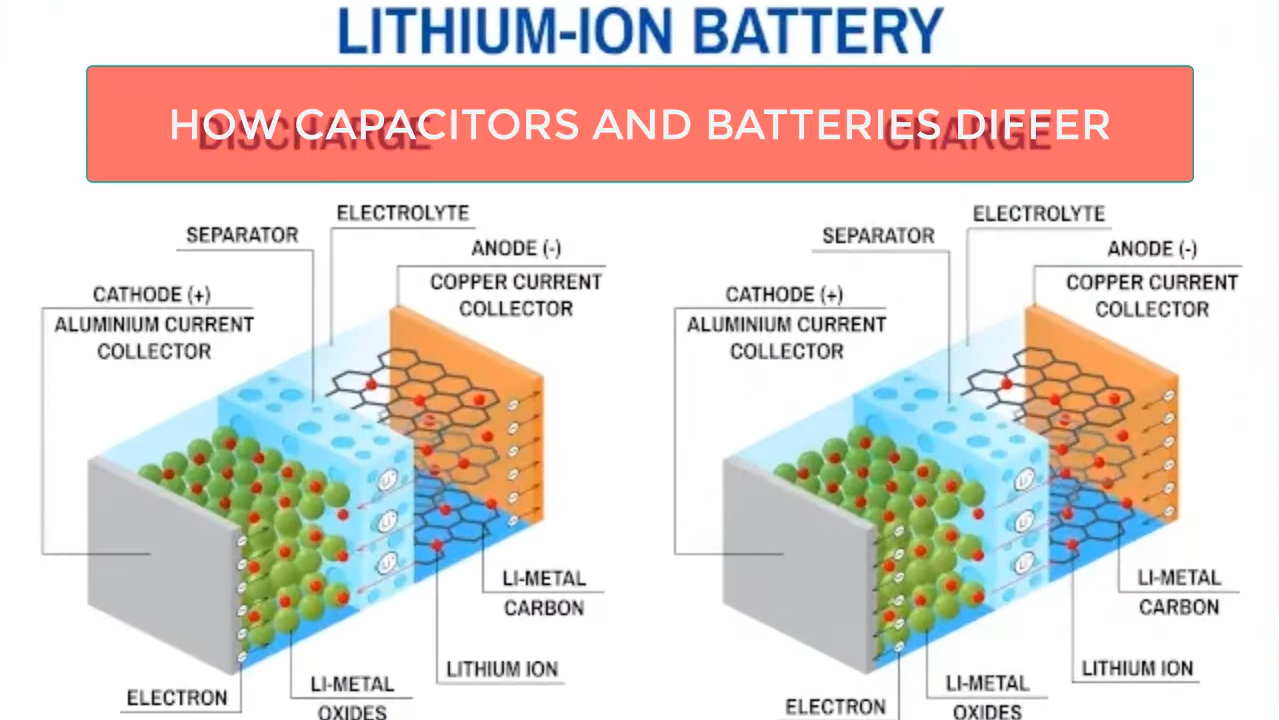 LITHIUM-ION BATTERY
HOW CAPACITORS AND BATTERIES DIFFER
DISCHARGE
CHARGE
ELECTROLYTE
SEPARATOR
ANODE (-)
COPPER CURRENT
COLLECTOR
CATHODE (+)
ALUMINIUM CURRENT
COLLECTOR
LI-METAL
CARBON
LITHIUM ION
LI-METAL
OXIDES
ELECTRON
ELECTROLYTE
SEPARATOR
ANODE (-)
COPPER CURRENT
COLLECTOR
CATHODE (+)
ALUMINIUM CURRENT
COLLECTOR
LI-METAL
CARBON
LITHIUM ION
LI-METAL
OXIDES
ELECTRON